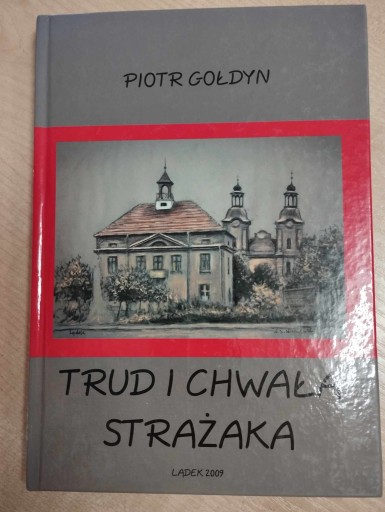 PIOTR GOŁDYN
TRUD I CHWAŁA
STRAŻAKA
LĄDEK 2009